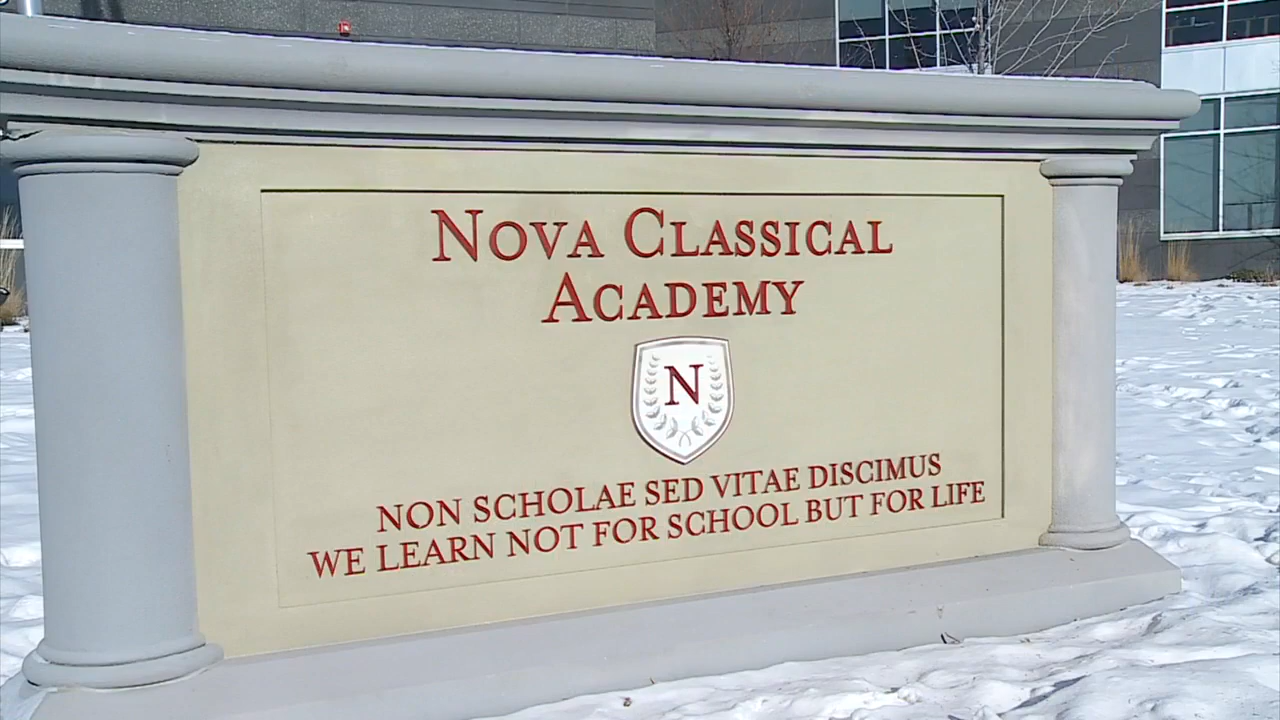 Nova Classical
Academy
N
NON SCHOLAE SED VITAE DISCIMUS
WE LEARN NOT FOR SCHOOL BUT FOR LIFE